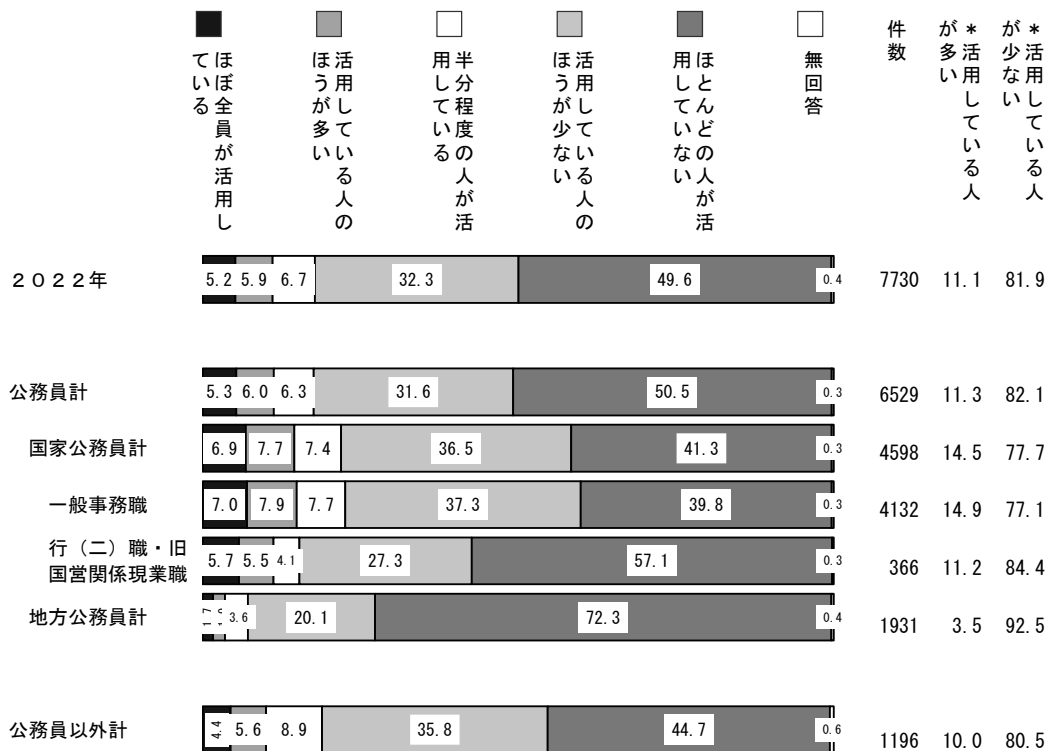 ほぼ全員が活用し
ている
活用している人の
ほうが多い
半分程度の人が活
用している
活用している人の
ほうが少ない
ほとんどの人が活
用していない
無回答
件数
*活用している人
が多い
*活用している人
が少ない
2022年 5.2 5.9 6.7 32.3 49.6 0.4 7730 11.1 81.9
公務員計 5.3 6.0 6.3 31.6 50.5 0.3 6529 11.3 82.1
国家公務員計 6.9 7.7 7.4 36.5 41.3 0.3 4598 14.5 77.7
一般事務職 7.0 7.9 7.7 37.3 39.8 0.3 4132 14.9 77.1
行(二)職・旧
国営関係現業職 5.7 5.5 4.1 27.3 57.1 0.3 366 11.2 84.4
地方公務員計 3.6 20.1 72.3 0.4 1931 3.5 92.5
公務員以外計 4.4 5.6 8.9 35.8 44.7 0.6 1196 10.0 80.5